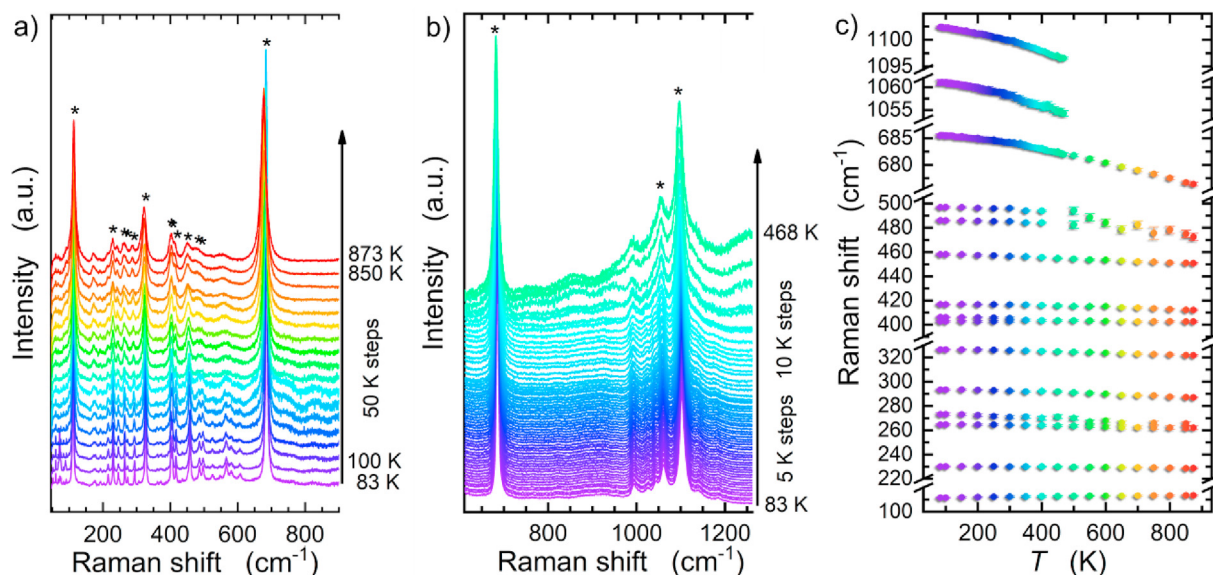 a)
Intensity (a.u.)
* * * * * * * * * * *
873 K
850 K
50 K steps
100 K
83 K
200 400 600 800
Raman shift (cm⁻¹)
b)
Intensity (a.u.)
* * *
468 K
10 K steps
5 K steps
83 K
800 1000 1200
Raman shift (cm⁻¹)
c)
Raman shift (cm⁻¹)
1100
1095
1060
1055
685
680
500
480
460
450
420
400
320
300
280
260
220
100
200 400 600 800
T (K)